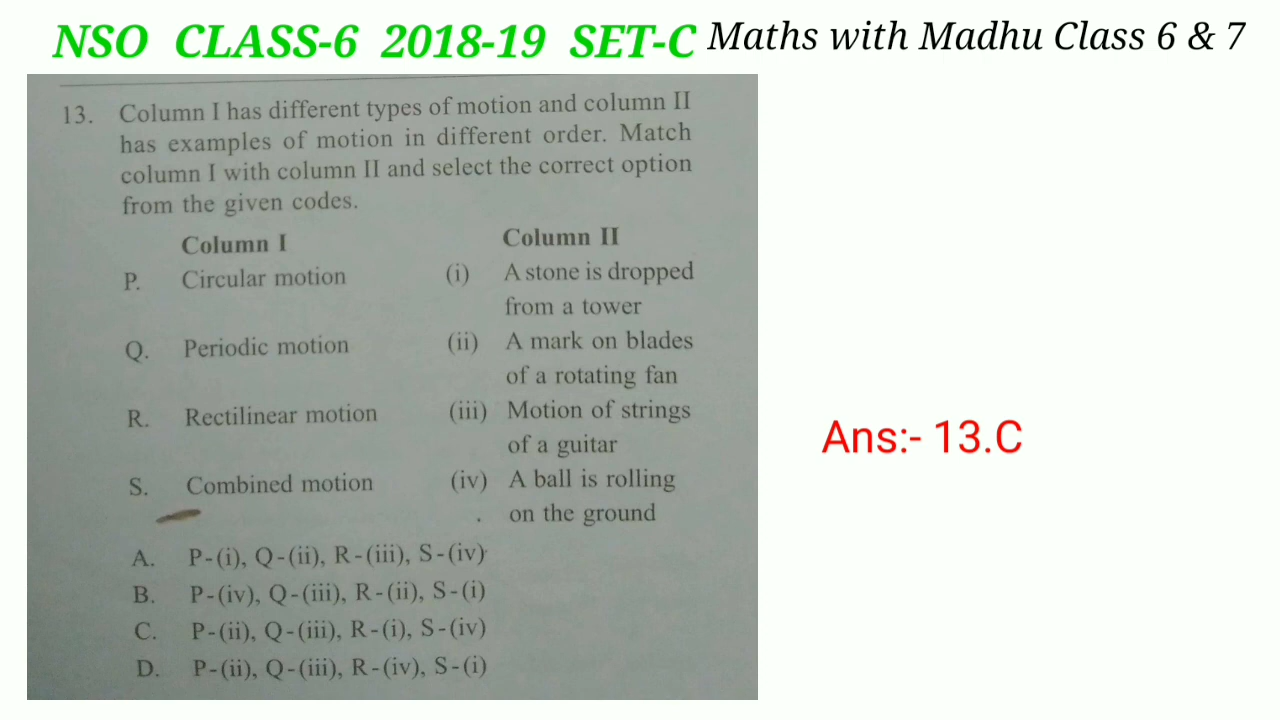 NSO CLASS-6 2018-19 SET-C Maths with Madhu Class 6 & 7
13. Column I has different types of motion and column II
has examples of motion in different order. Match
column I with column II and select the correct option
from the given codes.
Column I Column II
P. Circular motion (i) A stone is dropped
from a tower
Q. Periodic motion (ii) A mark on blades
of a rotating fan
R. Rectilinear motion (iii) Motion of strings
of a guitar
S. Combined motion (iv) A ball is rolling
on the ground
A. P-(i), Q-(ii), R-(iii), S-(iv)
B. P-(iv), Q-(iii), R-(ii), S-(i)
C. P-(ii), Q-(iii), R-(i), S-(iv)
D. P-(ii), Q-(iii), R-(iv), S-(i)
Ans:- 13.C